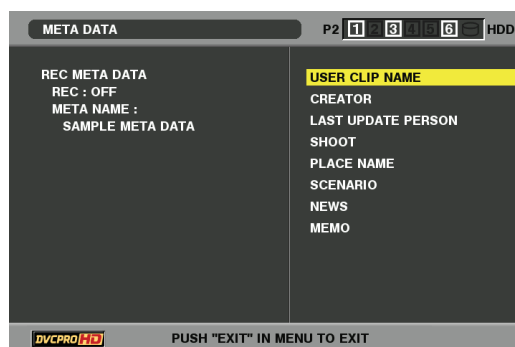 META DATA
P2 1 2 3 4 5 6 HDD
REC META DATA
REC : OFF
META NAME :
SAMPLE META DATA
USER CLIP NAME
CREATOR
LAST UPDATE PERSON
SHOOT
PLACE NAME
SCENARIO
NEWS
MEMO
DVCPRO HD
PUSH "EXIT" IN MENU TO EXIT